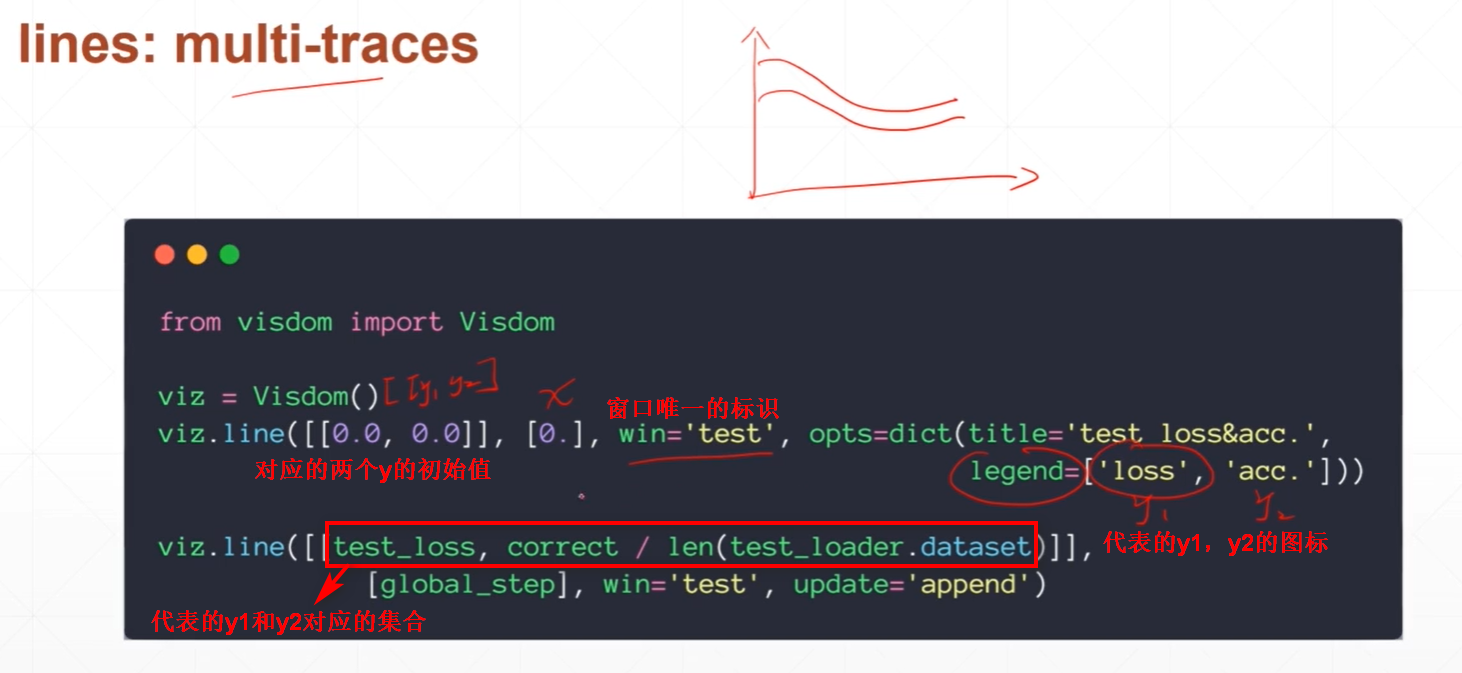 lines: multi-traces
from visdom import Visdom
viz = Visdom()
[[y₁ y₂]
x
窗口唯一的标识
viz.line([[0.0, 0.0]], [0.], win='test', opts=dict(title='test loss&acc.',
对应的两个y的初始值
legend=['loss', 'acc.']))
y₁ y₂
viz.line([[test_loss, correct / len(test_loader.dataset)]],
代表的y1，y2的图标
[global_step], win='test', update='append')
代表的y1和y2对应的集合